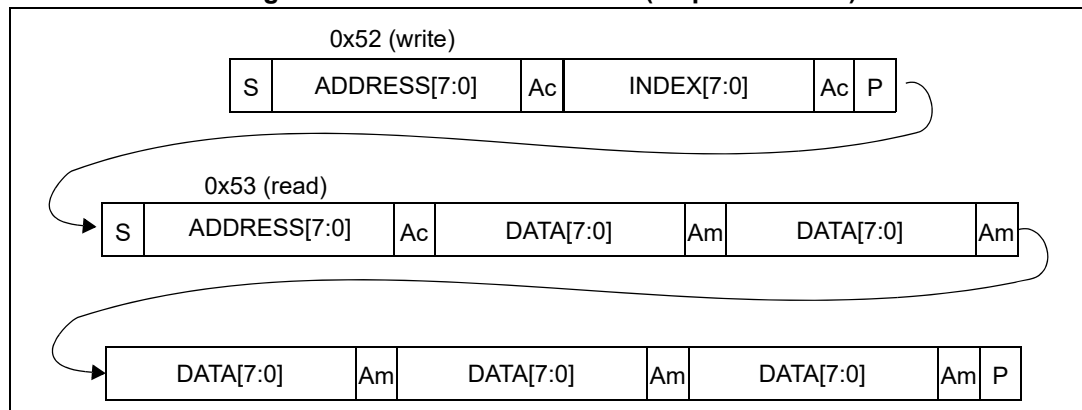 0x52 (write)
S ADDRESS[7:0] Ac INDEX[7:0] Ac P
0x53 (read)
S ADDRESS[7:0] Ac DATA[7:0] Am DATA[7:0] Am
DATA[7:0] Am DATA[7:0] Am DATA[7:0] Am P